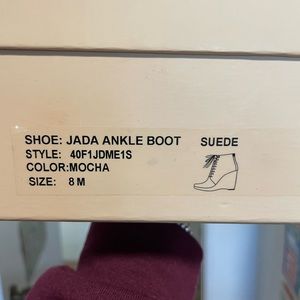 SHOE: JADA ANKLE BOOT SUEDE
STYLE: 40F1JDME1S
COLOR:MOCHA
SIZE: 8 M